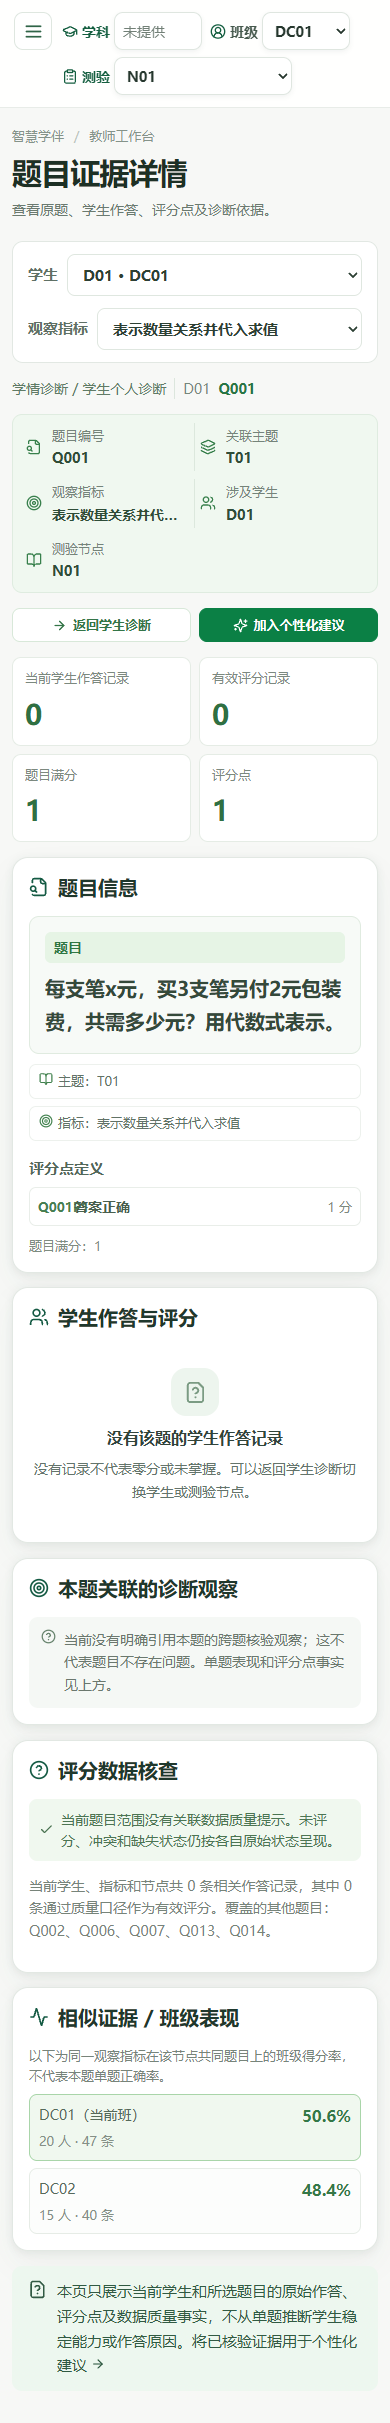 学科 未提供 班级 DC01
测验 N01
智慧学伴 / 教师工作台
题目证据详情
查看原题、学生作答、评分点及诊断依据。
学生 D01 · DC01
观察指标 表示数量关系并代入求值
学情诊断 / 学生个人诊断 D01 Q001
题目编号
Q001
关联主题
T01
观察指标
表示数量关系并代...
涉及学生
D01
测验节点
N01
返回学生诊断
加入个性化建议
当前学生作答记录
0
有效评分记录
0
题目满分
1
评分点
1
题目信息
题目
每支笔x元，买3支笔另付2元包装
费，共需多少元？用代数式表示。
主题：T01
指标：表示数量关系并代入求值
评分点定义
Q001 答案正确 1 分
题目满分：1
学生作答与评分
没有该题的学生作答记录
没有记录不代表零分或未掌握。可以返回学生诊断切
换学生或测验节点。
本题关联的诊断观察
当前没有明确引用本题的跨题核验观察；这不
代表题目不存在问题。单题表现和评分点事实
见上方。
评分数据核查
当前题目范围没有关联数据质量提示。未评
分、冲突和缺失状态仍按各自原始状态呈现。
当前学生、指标和节点共 0 条相关作答记录，其中 0
条通过质量口径作为有效评分。覆盖的其他题目：
Q002、Q006、Q007、Q013、Q014。
相似证据 / 班级表现
以下为同一观察指标在该节点共同题目上的班级得分率，
不代表本题单题正确率。
DC01（当前班） 50.6%
20 人 · 47 条
DC02 48.4%
15 人 · 40 条
本页只展示当前学生和所选题目的原始作答、
评分点及数据质量事实，不从单题推断学生稳
定能力或作答原因。将已核验证据用于个性化
建议 →